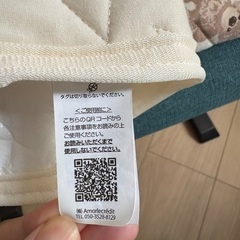 タグは切り取らないでください。
<ご使用前に>
こちらのQRコードから
各注意事項をお読みの上
ご使用ください。
お読みいただくまで
使用しないでください。
㈱Amorfecrédit
TEL: 050-3528-8129